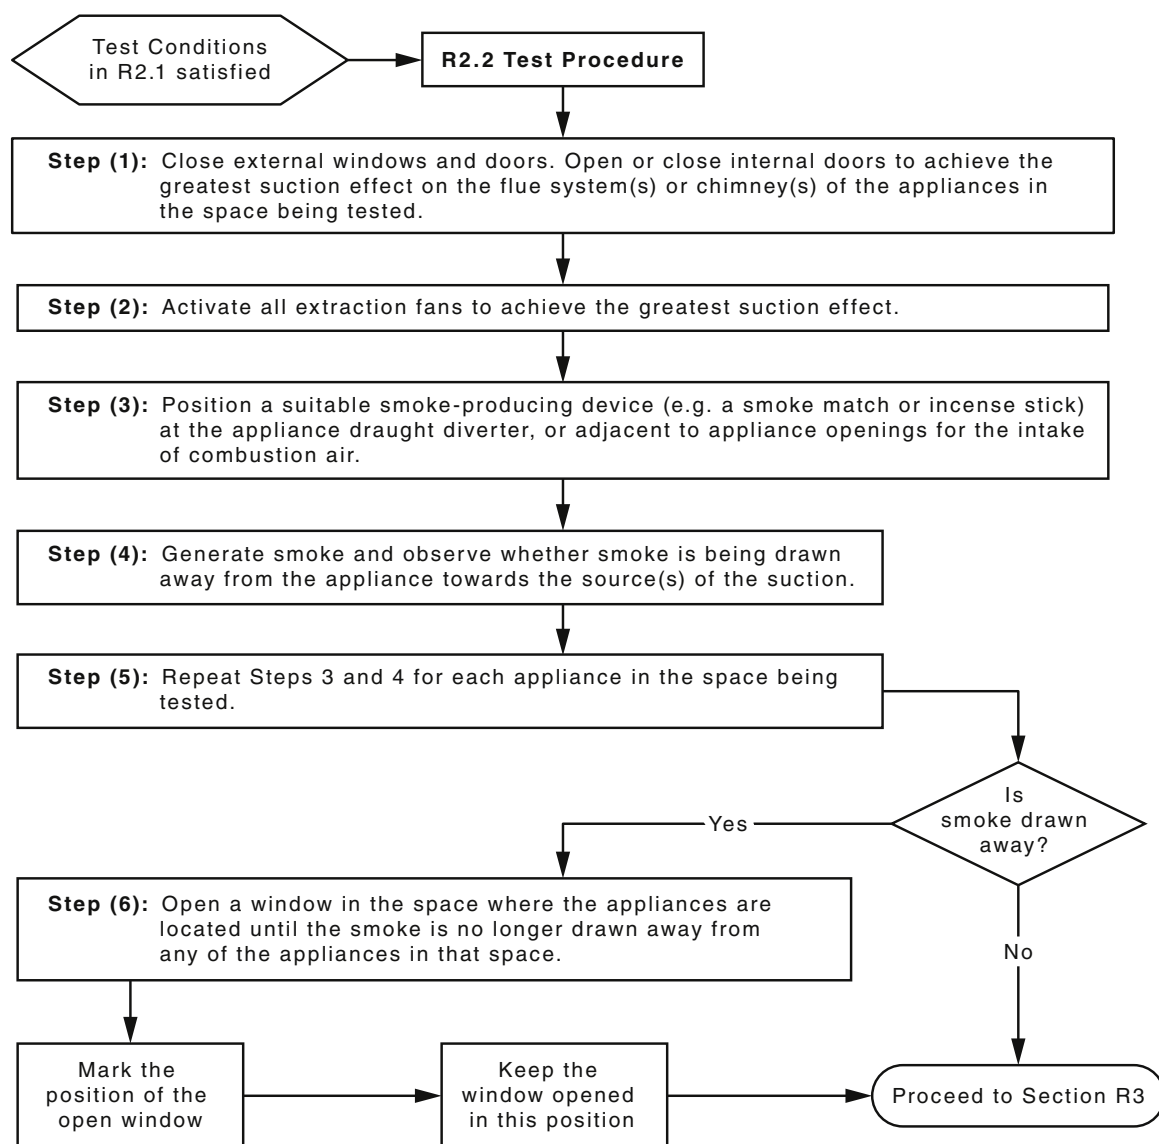 Test Conditions
in R2.1 satisfied
R2.2 Test Procedure
Step (1): Close external windows and doors. Open or close internal doors to achieve the
greatest suction effect on the flue system(s) or chimney(s) of the appliances in
the space being tested.
Step (2): Activate all extraction fans to achieve the greatest suction effect.
Step (3): Position a suitable smoke-producing device (e.g. a smoke match or incense stick)
at the appliance draught diverter, or adjacent to appliance openings for the intake
of combustion air.
Step (4): Generate smoke and observe whether smoke is being drawn
away from the appliance towards the source(s) of the suction.
Step (5): Repeat Steps 3 and 4 for each appliance in the space being
tested.
Is
smoke drawn
away?
Yes
Step (6): Open a window in the space where the appliances are
located until the smoke is no longer drawn away from
any of the appliances in that space.
No
Mark the
position of the
open window
Keep the
window opened
in this position
Proceed to Section R3